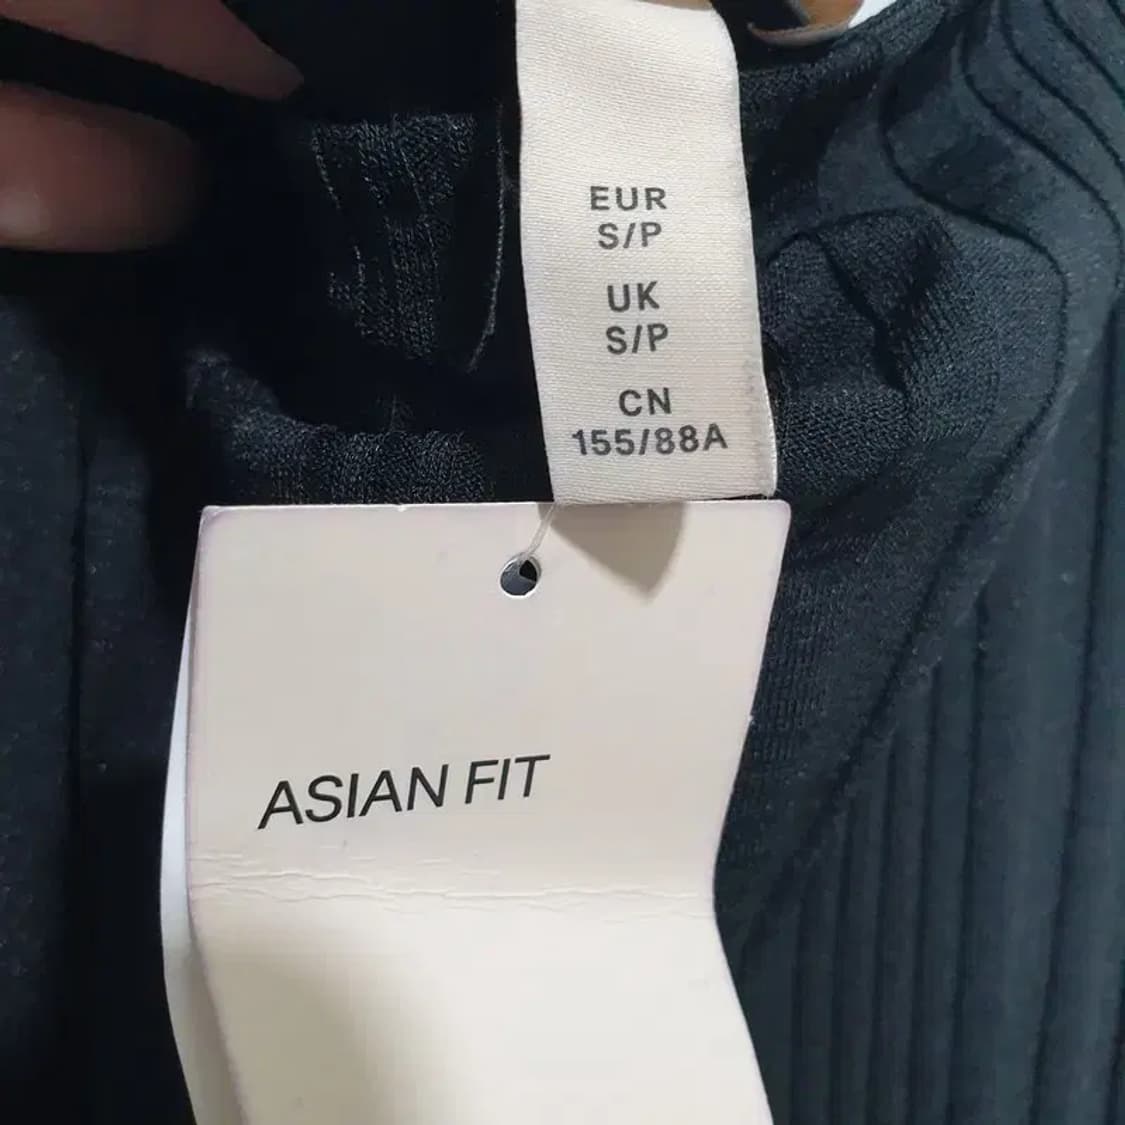 EUR
S/P
UK
S/P
CN
155/88A
ASIAN FIT